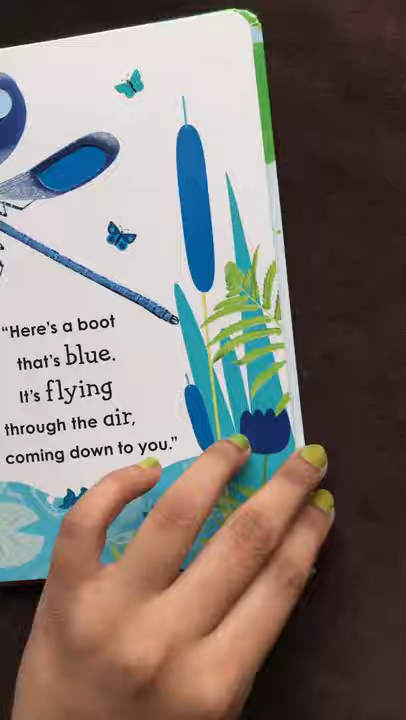 “Here’s a boot
that’s blue.
It’s flying
through the air,
coming down to you.”